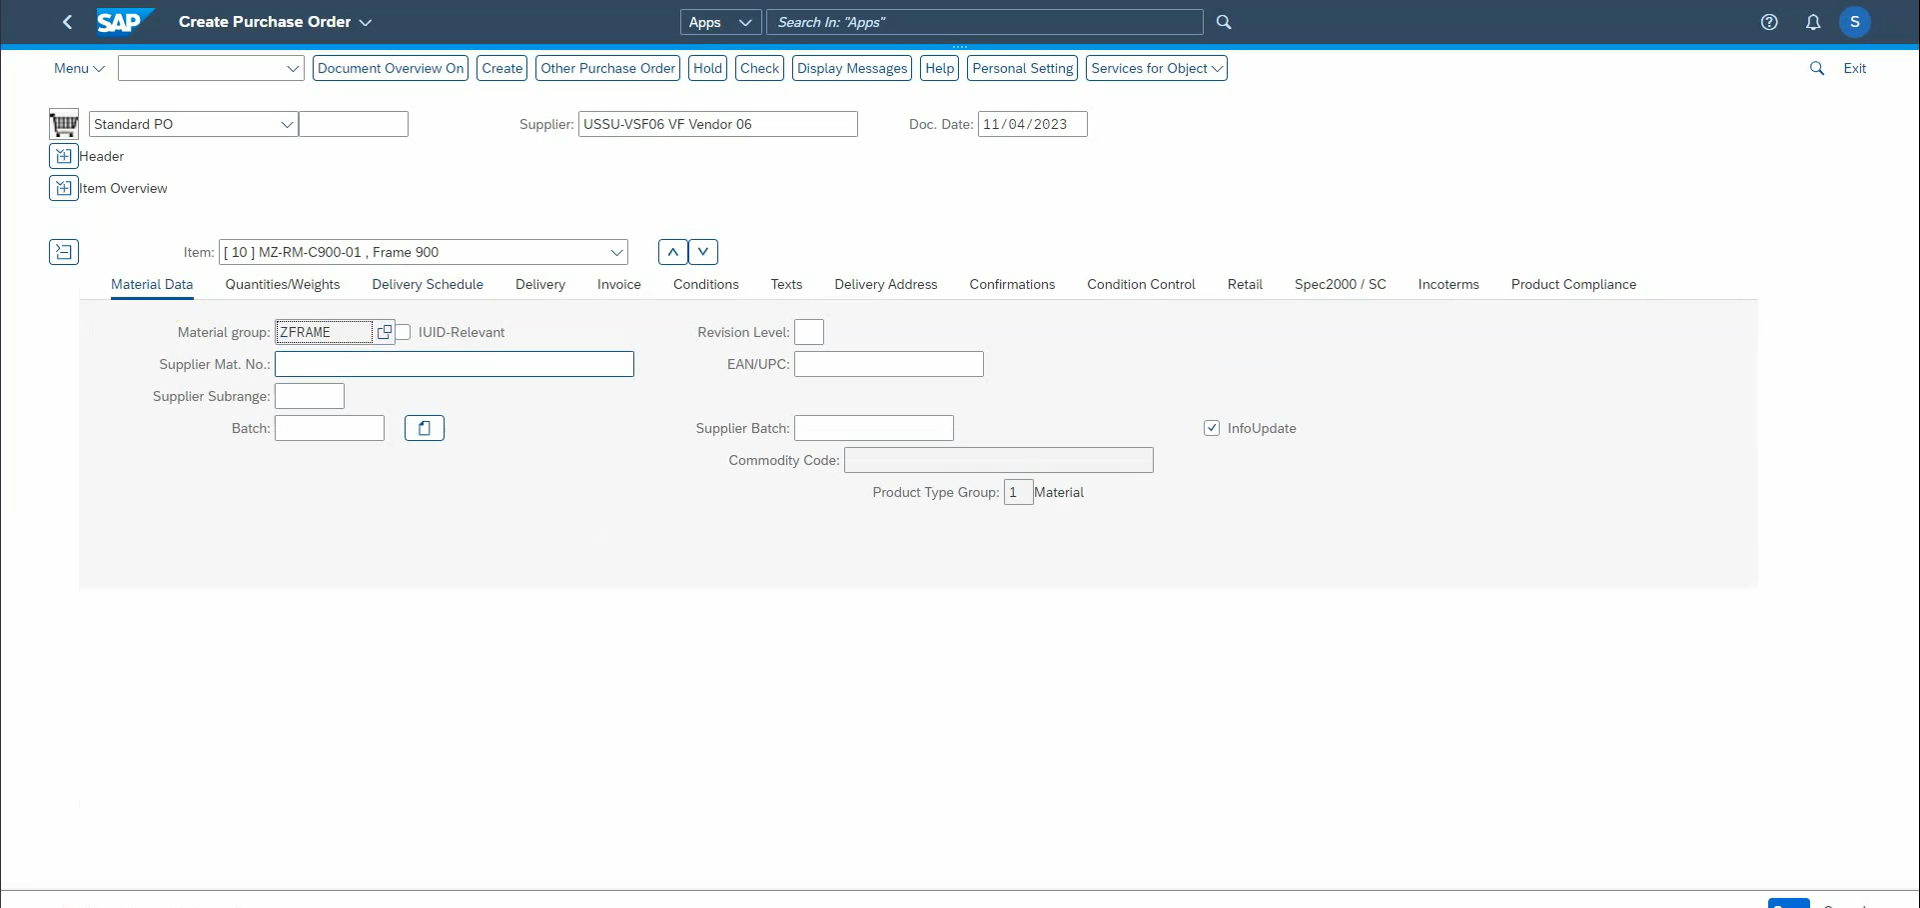 SAP Create Purchase Order Apps Search In: "Apps" S
Menu Document Overview On Create Other Purchase Order Hold Check Display Messages Help Personal Setting Services for Object Exit
Standard PO Supplier: USSU-VSF06 VF Vendor 06 Doc. Date: 11/04/2023
Header
Item Overview
Item: [ 10 ] MZ-RM-C900-01 , Frame 900
Material Data Quantities/Weights Delivery Schedule Delivery Invoice Conditions Texts Delivery Address Confirmations Condition Control Retail Spec2000 / SC Incoterms Product Compliance
Material group: ZFRAME IUID-Relevant Revision Level:
Supplier Mat. No.: EAN/UPC:
Supplier Subrange:
Batch: Supplier Batch: InfoUpdate
Commodity Code:
Product Type Group: 1 Material